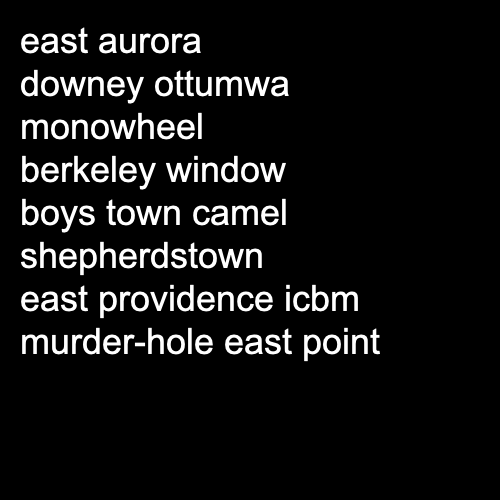 east aurora
downey ottumwa
monowheel
berkeley window
boys town camel
shepherdstown
east providence icbm
murder-hole east point